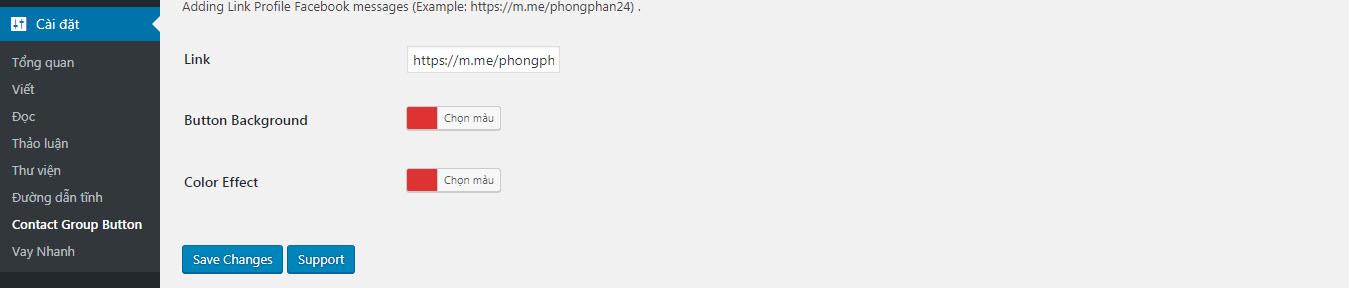 Adding Link Profile Facebook messages (Example: https://m.me/phongphan24) .
Cài đặt
Tổng quan
Viết
Đọc
Thảo luận
Thư viện
Đường dẫn tĩnh
Contact Group Button
Vay Nhanh
Link
https://m.me/phongph
Button Background
Chọn màu
Color Effect
Chọn màu
Save Changes
Support